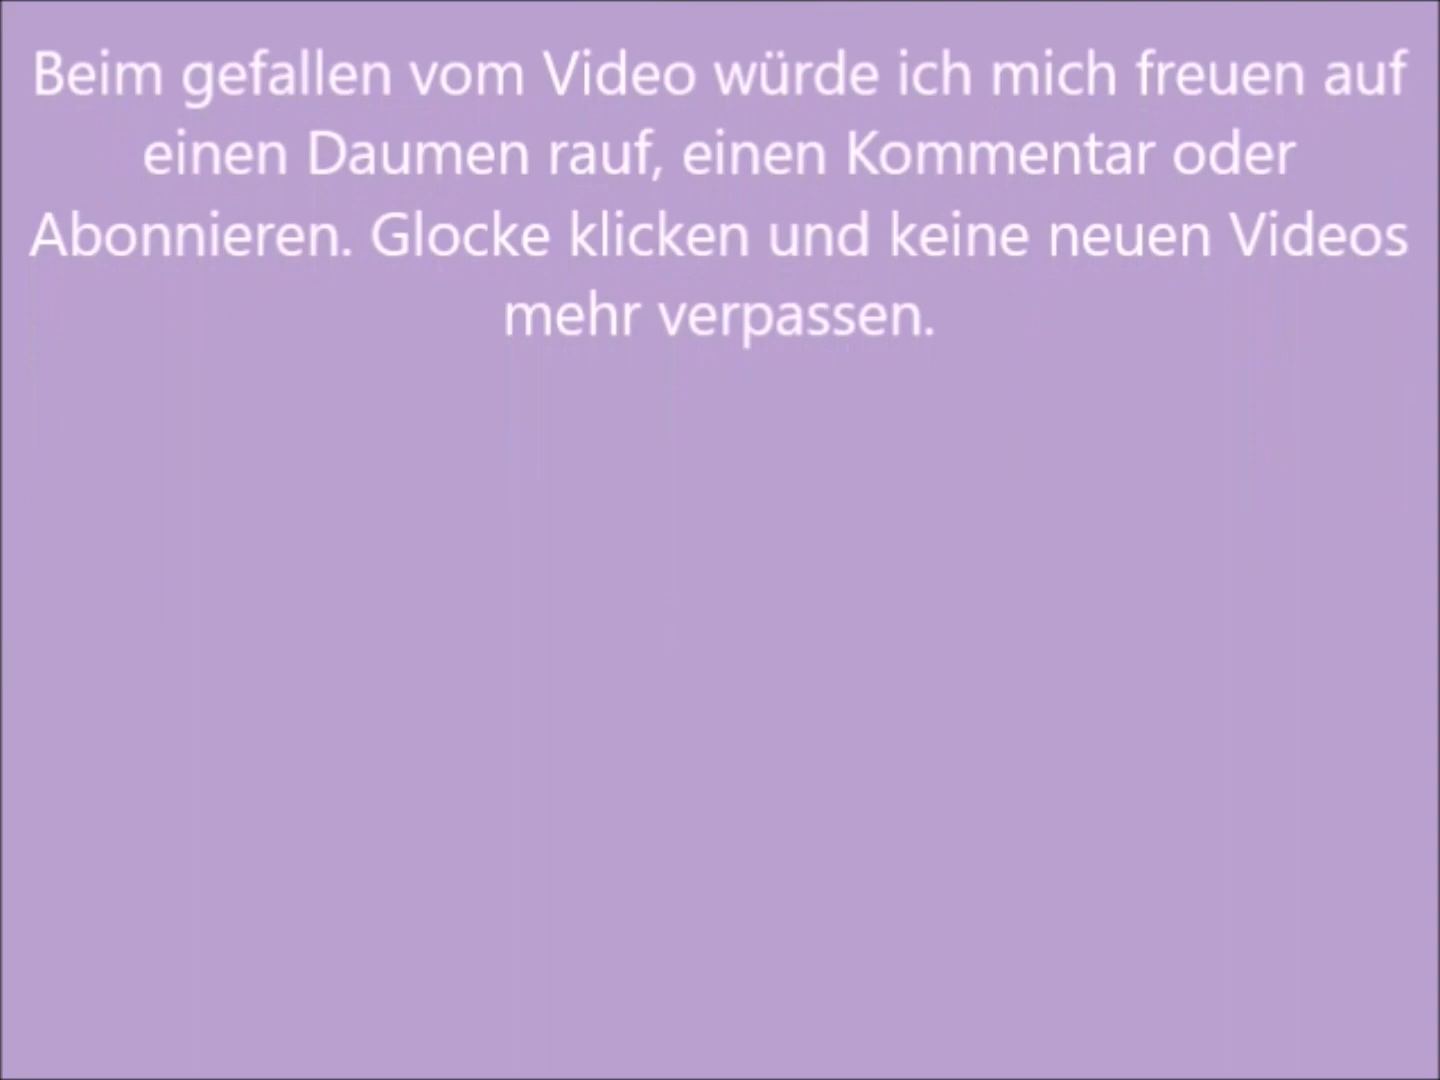 Beim gefallen vom Video würde ich mich freuen auf
einen Daumen rauf, einen Kommentar oder
Abonnieren. Glocke klicken und keine neuen Videos
mehr verpassen.